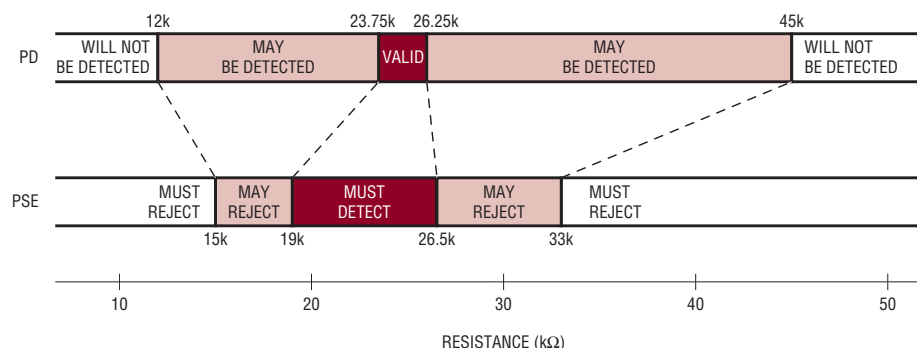 12k 23.75k 26.25k 45k
PD
WILL NOT
BE DETECTED
MAY
BE DETECTED
VALID
MAY
BE DETECTED
WILL NOT
BE DETECTED
PSE
MUST
REJECT
MAY
REJECT
MUST
DETECT
MAY
REJECT
MUST
REJECT
15k 19k 26.5k 33k
10 20 30 40 50
RESISTANCE (kΩ)